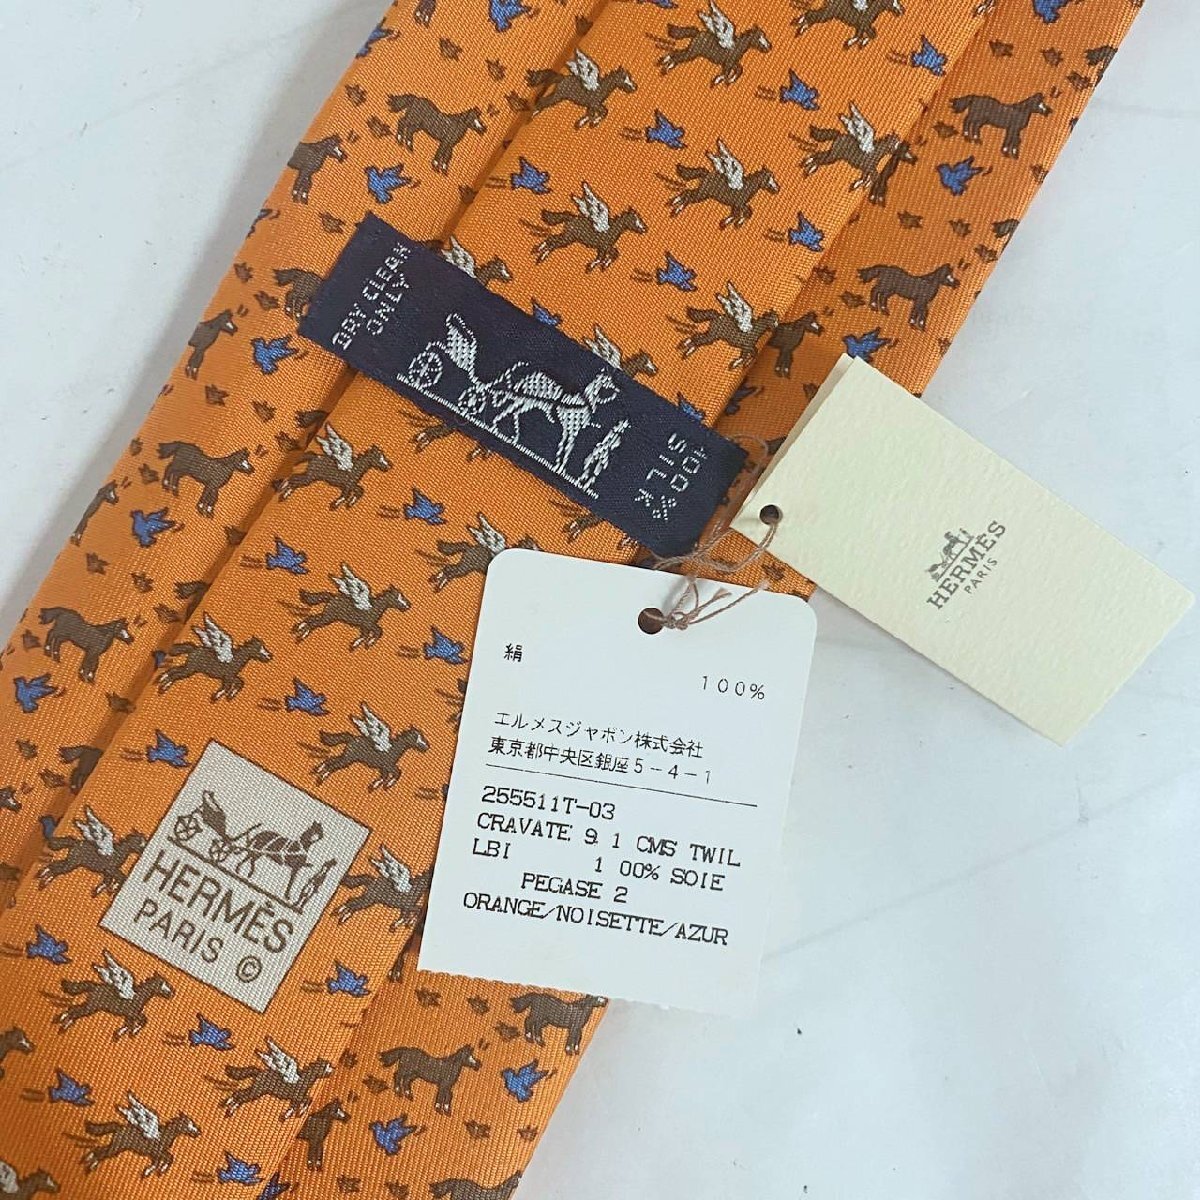 DRY CLEAN
ONLY
100%
SILK
HERMÈS
PARIS
絹
100%
エルメスジャポン株式会社
東京都中央区銀座5-4-1
255511T-03
CRAVATE 9.1 CMS TWIL
LBI 1 00% SOIE
PEGASE 2
ORANGE/NOISETTE/AZUR
HERMÈS
PARIS ©